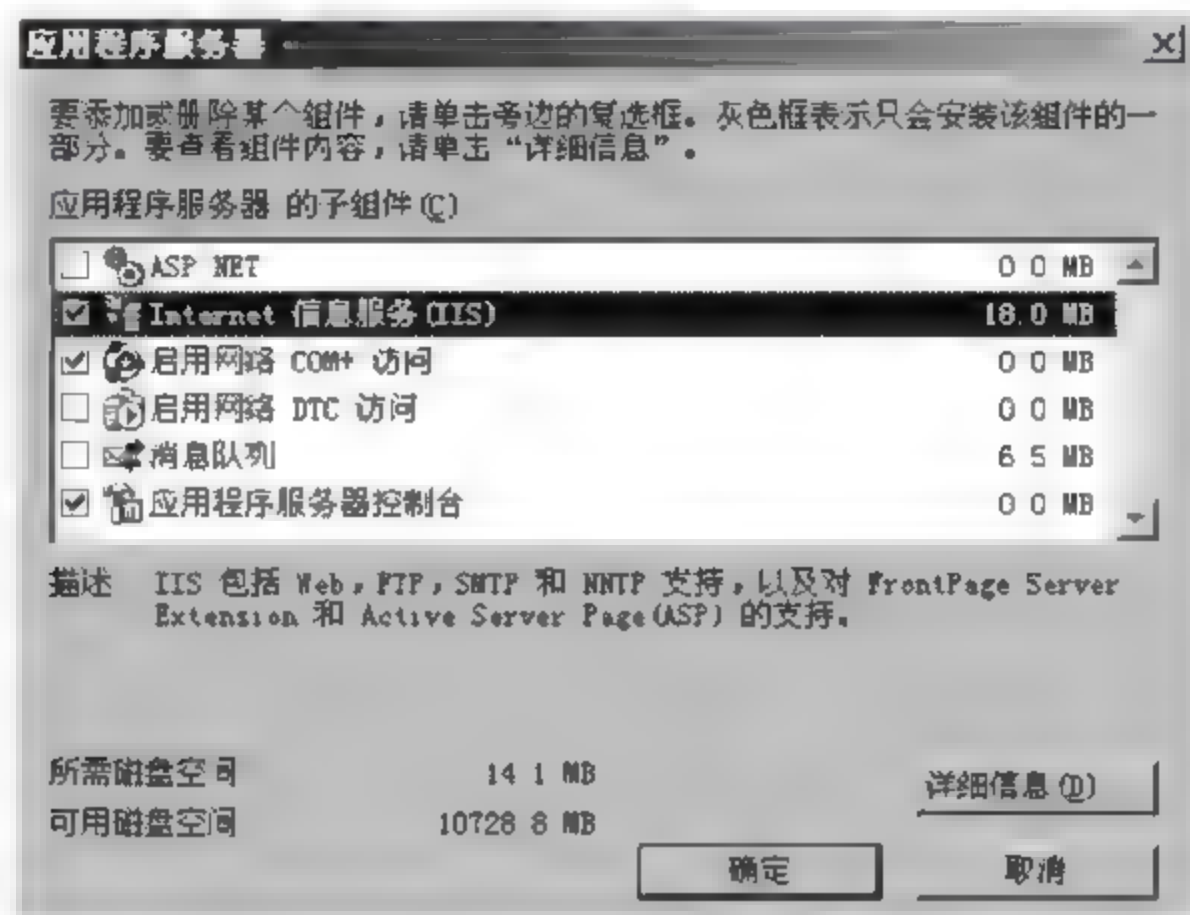 应用程序服务器
要添加或删除某个组件，请单击旁边的复选框。灰色框表示只会安装该组件的一
部分。要查看组件内容，请单击“详细信息”。
应用程序服务器 的子组件(C)
ASP NET 0 0 MB
Internet 信息服务(IIS) 18.0 MB
启用网络 COM+ 访问 0 0 MB
启用网络 DTC 访问 0 0 MB
消息队列 6 5 MB
应用程序服务器控制台 0 0 MB
描述 IIS 包括 Web，FTP，SMTP 和 NNTP 支持，以及对 FrontPage Server
Extension 和 Active Server Page(ASP) 的支持。
所需磁盘空间 14 1 MB
详细信息(D)
可用磁盘空间 10728 8 MB
确定 取消